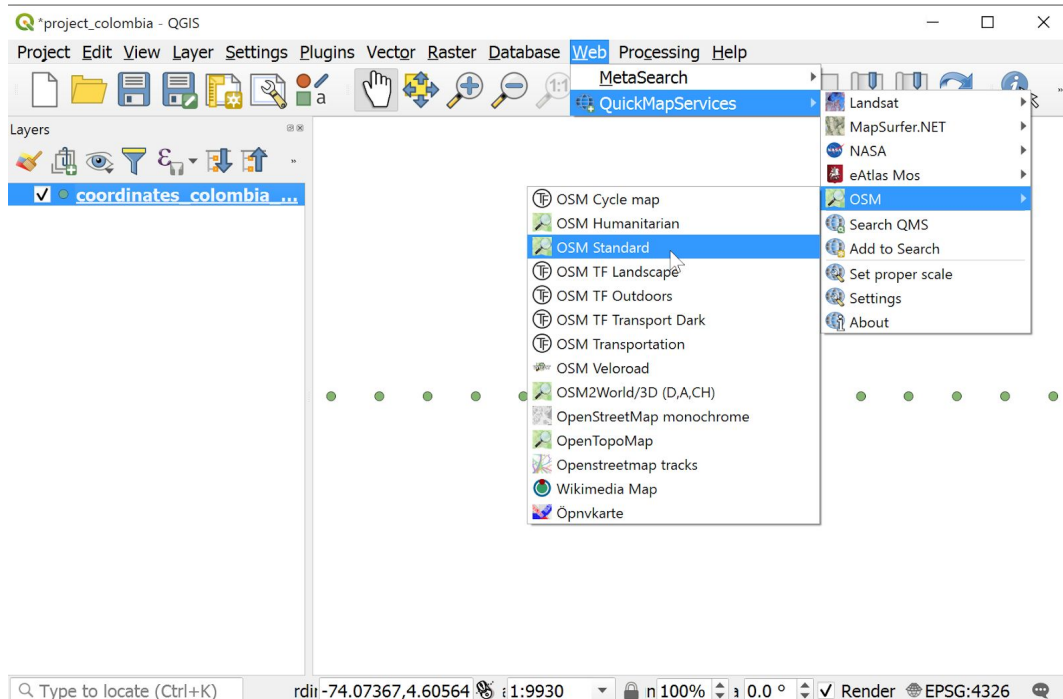 *project_colombia - QGIS
Project Edit View Layer Settings Plugins Vector Raster Database Web Processing Help
MetaSearch
QuickMapServices
a
1:1
Landsat
MapSurfer.NET
NASA
eAtlas Mos
OSM
Search QMS
Add to Search
Set proper scale
Settings
About
Layers
coordinates_colombia_...
OSM Cycle map
OSM Humanitarian
OSM Standard
OSM TF Landscape
OSM TF Outdoors
OSM TF Transport Dark
OSM Transportation
OSM Veloroad
OSM2World/3D (D,A,CH)
OpenStreetMap monochrome
OpenTopoMap
Openstreetmap tracks
Wikimedia Map
Öpnvkarte
Type to locate (Ctrl+K) -74.07367,4.60564 1:9930 100% 0.0 ° Render EPSG:4326